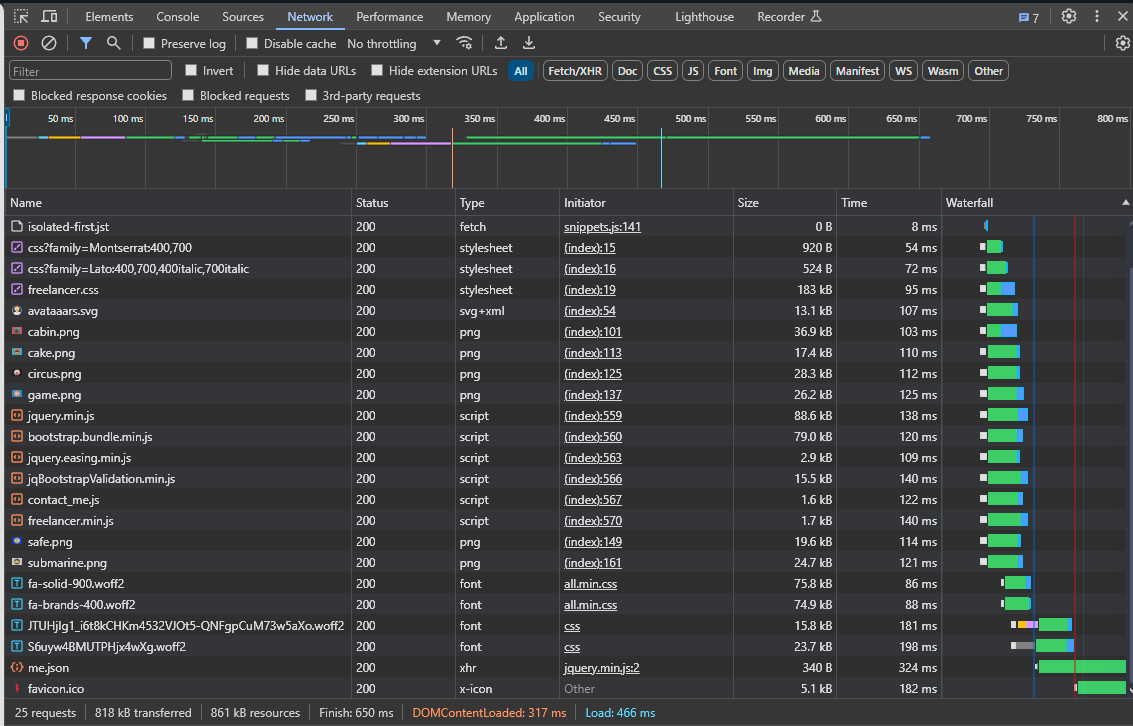 Elements Console Sources Network Performance Memory Application Security Lighthouse Recorder 7
Preserve log Disable cache No throttling
Filter Invert Hide data URLs Hide extension URLs All Fetch/XHR Doc CSS JS Font Img Media Manifest WS Wasm Other
Blocked response cookies Blocked requests 3rd-party requests
50 ms 100 ms 150 ms 200 ms 250 ms 300 ms 350 ms 400 ms 450 ms 500 ms 550 ms 600 ms 650 ms 700 ms 750 ms 800 ms
Name Status Type Initiator Size Time Waterfall
isolated-first.jst 200 fetch snippets.js:141 0 B 8 ms
css?family=Montserrat:400,700 200 stylesheet (index):15 920 B 54 ms
css?family=Lato:400,700,400italic,700italic 200 stylesheet (index):16 524 B 72 ms
freelancer.css 200 stylesheet (index):19 183 kB 95 ms
avataaars.svg 200 svg+xml (index):54 13.1 kB 107 ms
cabin.png 200 png (index):101 36.9 kB 103 ms
cake.png 200 png (index):113 17.4 kB 110 ms
circus.png 200 png (index):125 28.3 kB 112 ms
game.png 200 png (index):137 26.2 kB 125 ms
jquery.min.js 200 script (index):559 88.6 kB 138 ms
bootstrap.bundle.min.js 200 script (index):560 79.0 kB 120 ms
jquery.easing.min.js 200 script (index):563 2.9 kB 109 ms
jqBootstrapValidation.min.js 200 script (index):566 15.5 kB 140 ms
contact_me.js 200 script (index):567 1.6 kB 122 ms
freelancer.min.js 200 script (index):570 1.7 kB 140 ms
safe.png 200 png (index):149 19.6 kB 114 ms
submarine.png 200 png (index):161 24.7 kB 121 ms
fa-solid-900.woff2 200 font all.min.css 75.8 kB 86 ms
fa-brands-400.woff2 200 font all.min.css 74.9 kB 88 ms
JTUHjIg1_i6t8kCHKm4532VJOt5-QNFgpCuM73w5aXo.woff2 200 font css 15.8 kB 181 ms
S6uyw4BMUTPHjx4wXg.woff2 200 font css 23.7 kB 198 ms
me.json 200 xhr jquery.min.js:2 340 B 324 ms
favicon.ico 200 x-icon Other 5.1 kB 182 ms
25 requests 818 kB transferred 861 kB resources Finish: 650 ms DOMContentLoaded: 317 ms Load: 466 ms